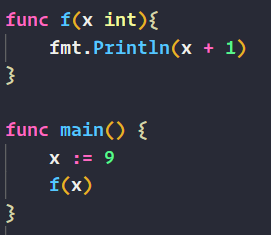 func f(x int){
    fmt.Println(x + 1)
}

func main() {
    x := 9
    f(x)
}